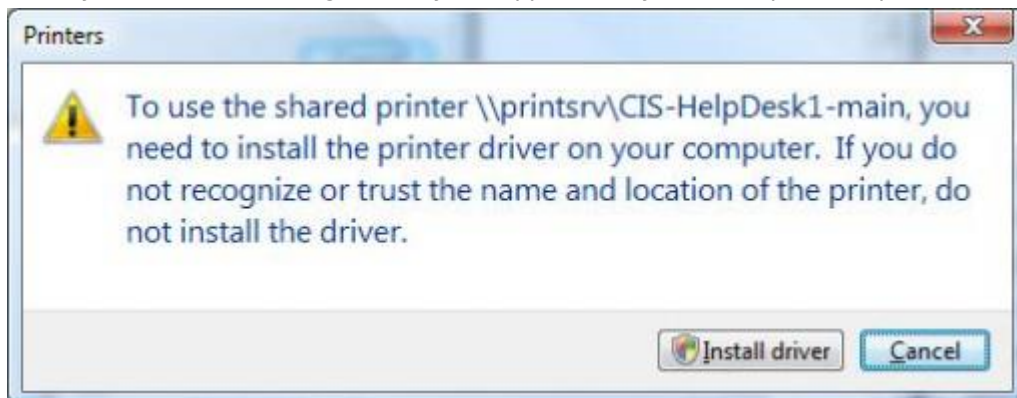 Printers
To use the shared printer \\printsrv\CIS-HelpDesk1-main, you
need to install the printer driver on your computer. If you do
not recognize or trust the name and location of the printer, do
not install the driver.
Install driver
Cancel